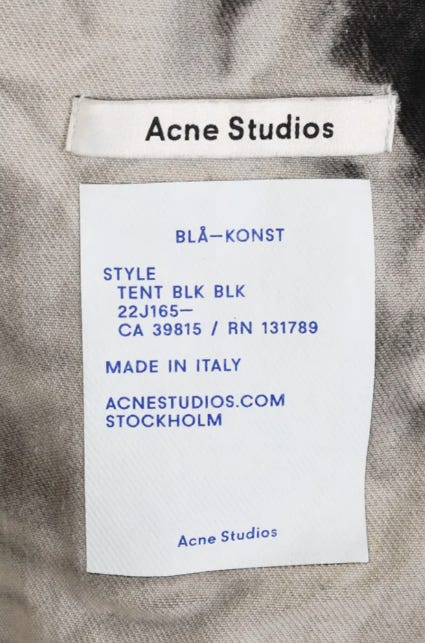 Acne Studios
BLÅ—KONST
STYLE
TENT BLK BLK
22J165—
CA 39815 / RN 131789
MADE IN ITALY
ACNESTUDIOS.COM
STOCKHOLM
Acne Studios